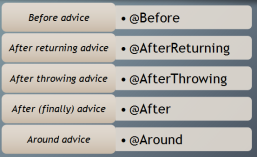 Before advice • @Before
After returning advice • @AfterReturning
After throwing advice • @AfterThrowing
After (finally) advice • @After
Around advice • @Around